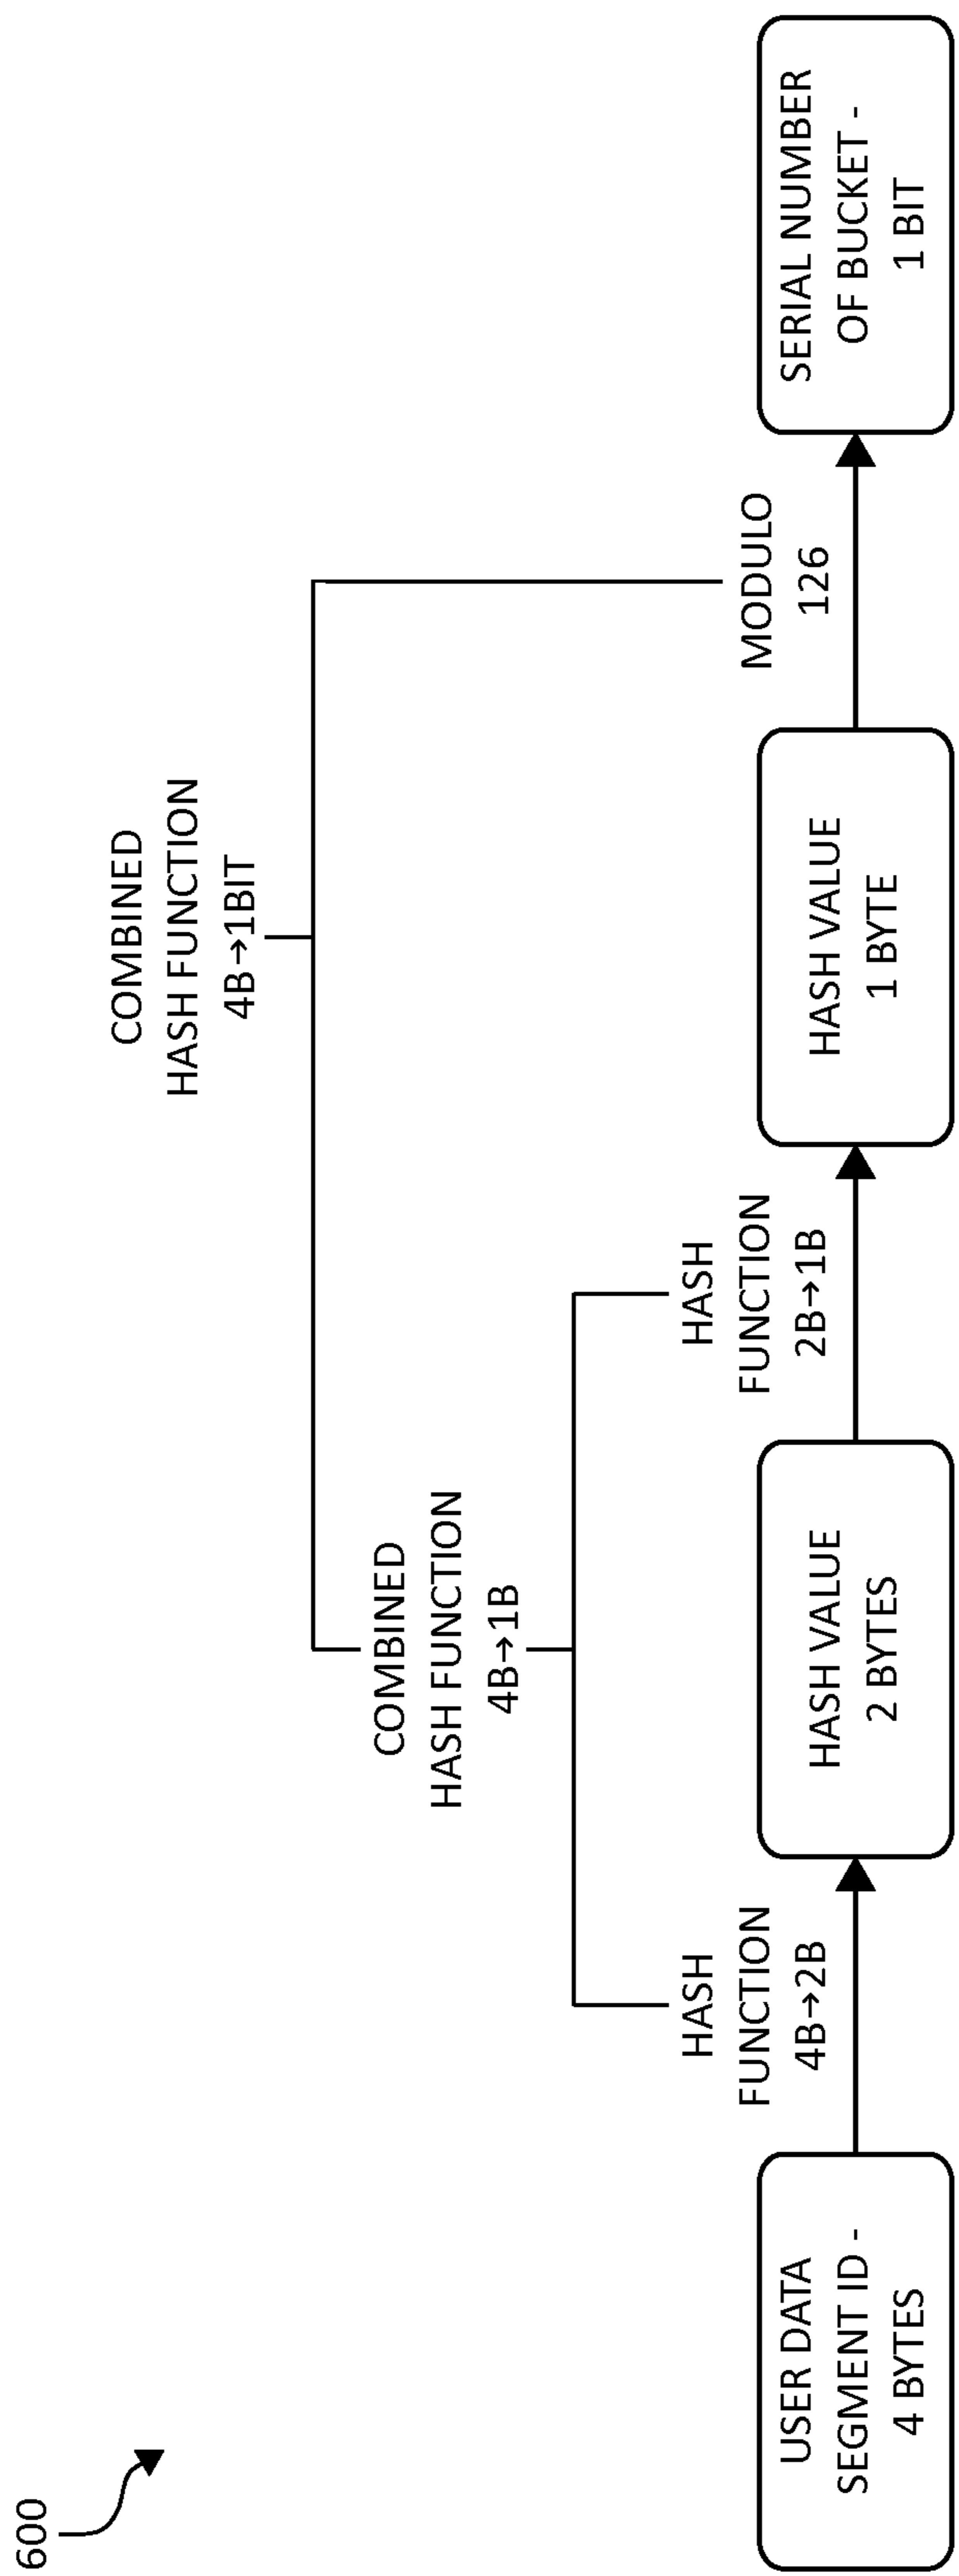 600
COMBINED
HASH FUNCTION
4B→1BIT
COMBINED
HASH FUNCTION
4B→1B
HASH
FUNCTION
4B→2B
HASH
FUNCTION
2B→1B
MODULO
126
USER DATA
SEGMENT ID -
4 BYTES
HASH VALUE
2 BYTES
HASH VALUE
1 BYTE
SERIAL NUMBER
OF BUCKET -
1 BIT